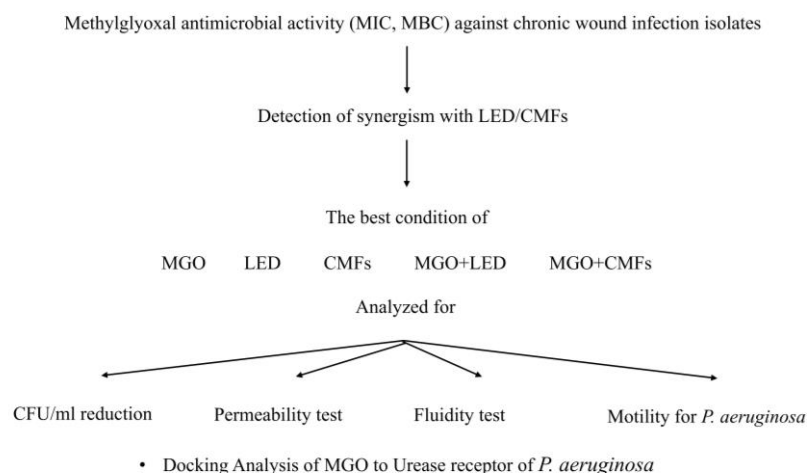 Methylglyoxal antimicrobial activity (MIC, MBC) against chronic wound infection isolates
Detection of synergism with LED/CMFs
The best condition of
MGO LED CMFs MGO+LED MGO+CMFs
Analyzed for
CFU/ml reduction Permeability test Fluidity test Motility for P. aeruginosa
• Docking Analysis of MGO to Urease receptor of P. aeruginosa